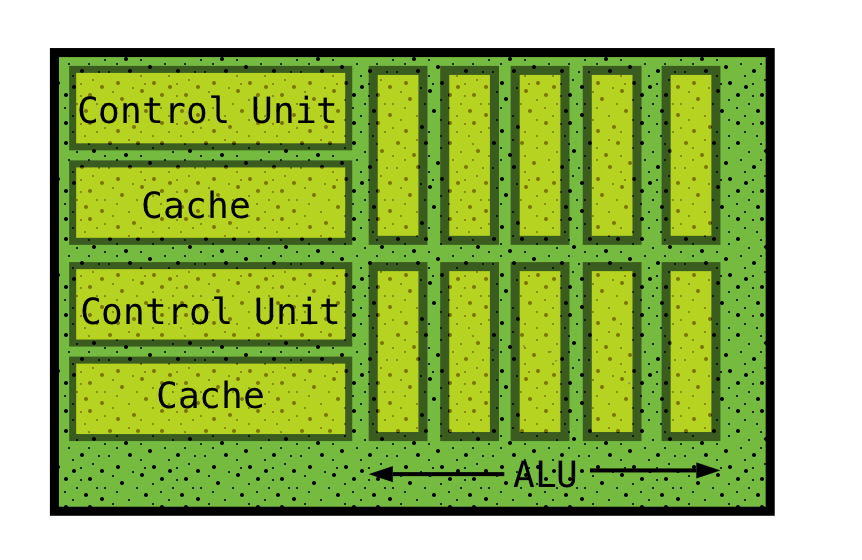 Control Unit
Cache
Control Unit
Cache
ALU